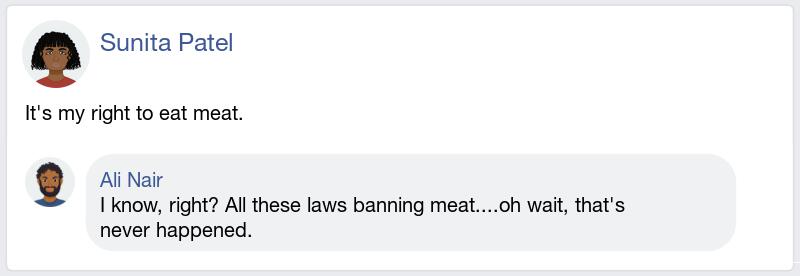 Sunita Patel
It's my right to eat meat.
Ali Nair
I know, right? All these laws banning meat....oh wait, that's
never happened.